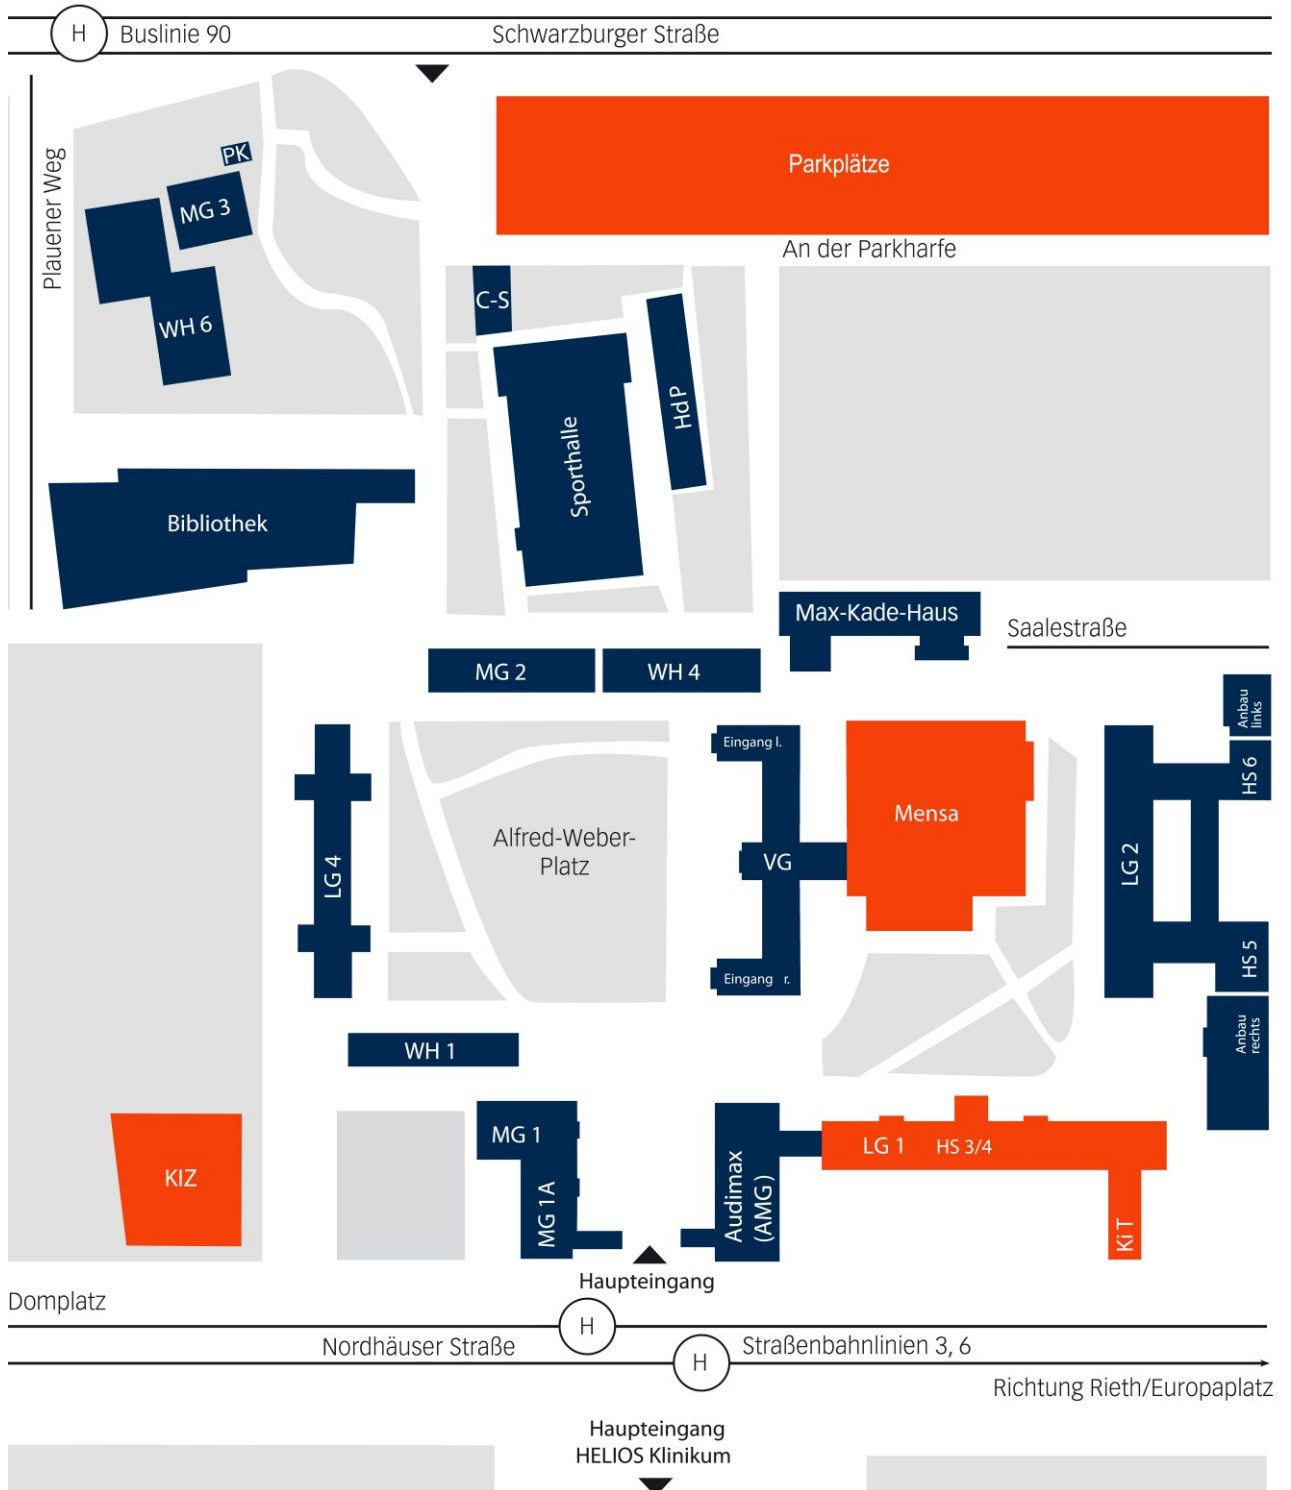 H
Buslinie 90
Schwarzburger Straße
Plauener Weg
PK
MG 3
WH 6
Parkplätze
An der Parkharfe
C-S
Sporthalle
Hd P
Bibliothek
Max-Kade-Haus
Saalestraße
MG 2
WH 4
Anbau
links
HS 6
Eingang l.
Mensa
LG 4
Alfred-Weber-
Platz
VG
LG 2
HS 5
Eingang r.
Anbau
rechts
WH 1
MG 1
MG 1 A
Audimax
(AMG)
LG 1
HS 3/4
Ki T
KIZ
Haupteingang
Domplatz
H
Nordhäuser Straße
H
Straßenbahnlinien 3, 6
Richtung Rieth/Europaplatz
Haupteingang
HELIOS Klinikum